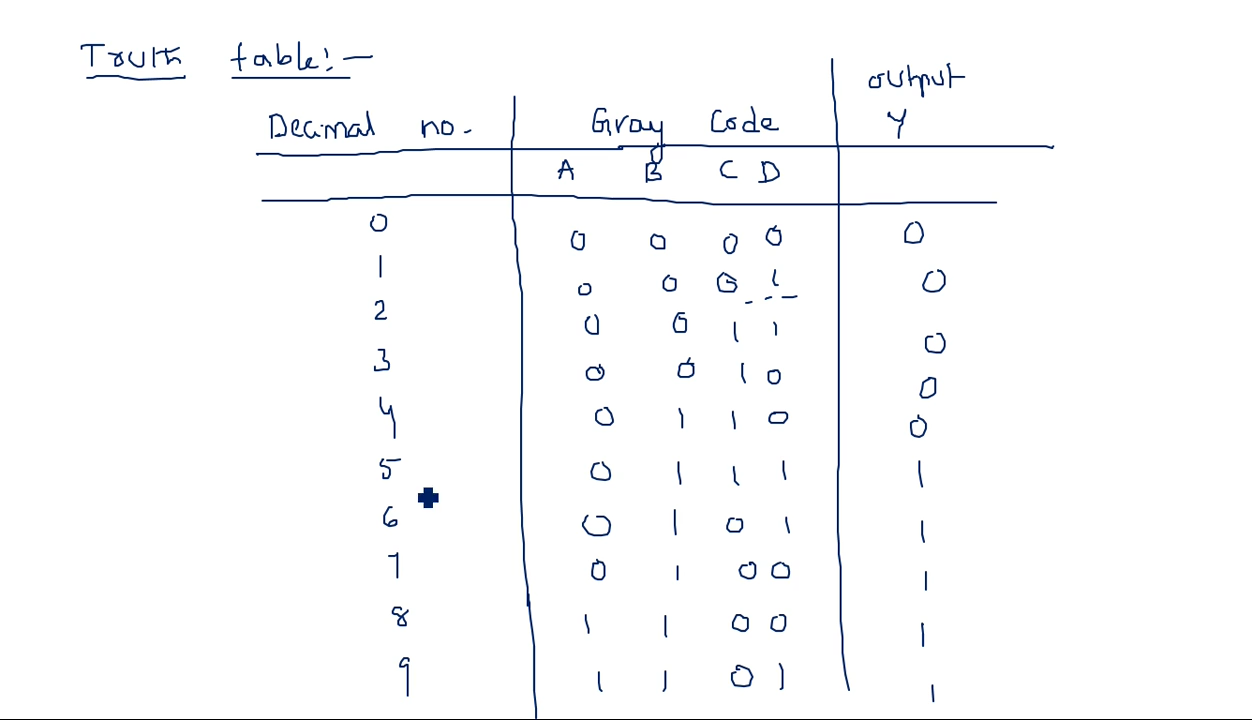 Truth table:-
Decimal no. Gray Code output
Y
A B C D
0 0 0 0 0 0
1 0 0 0 1 0
2 0 0 1 1 0
3 0 0 1 0 0
4 0 1 1 0 0
5 0 1 1 1 1
6 0 1 0 1 1
7 0 1 0 0 1
8 1 1 0 0 1
9 1 1 0 1 1